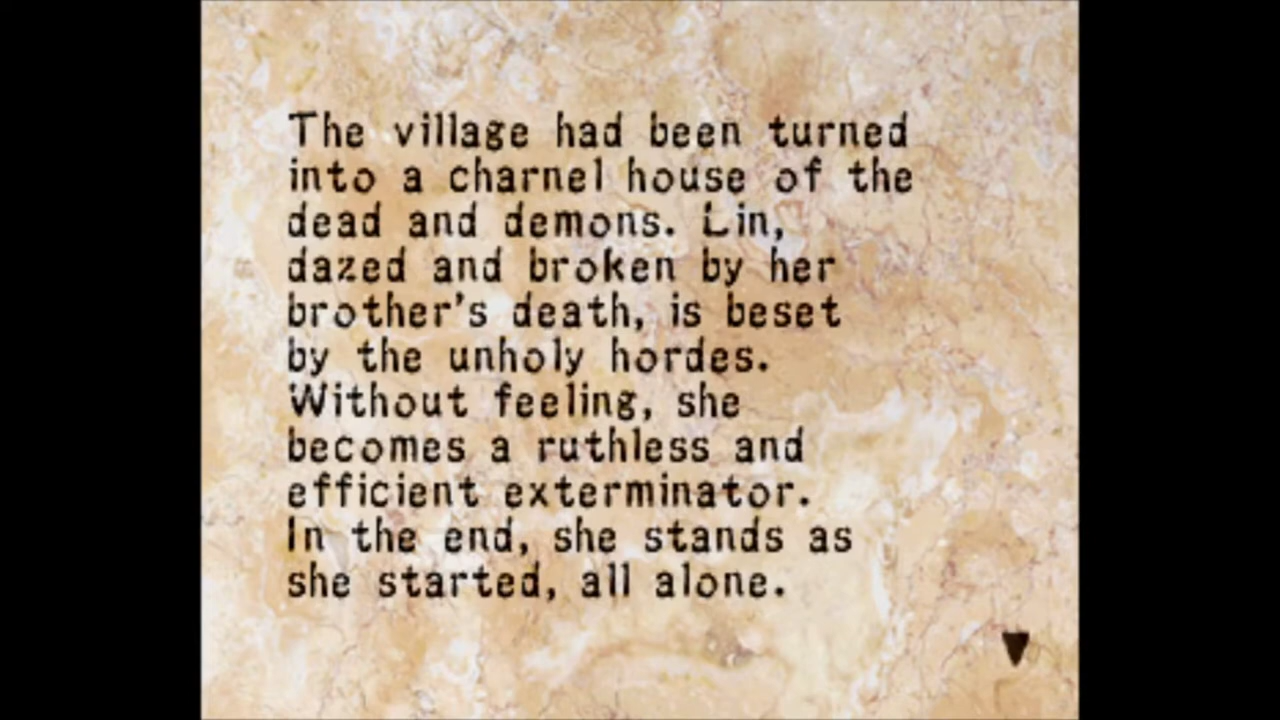 The village had been turned
into a charnel house of the
dead and demons. Lin,
dazed and broken by her
brother's death, is beset
by the unholy hordes.
Without feeling, she
becomes a ruthless and
efficient exterminator.
In the end, she stands as
she started, all alone.